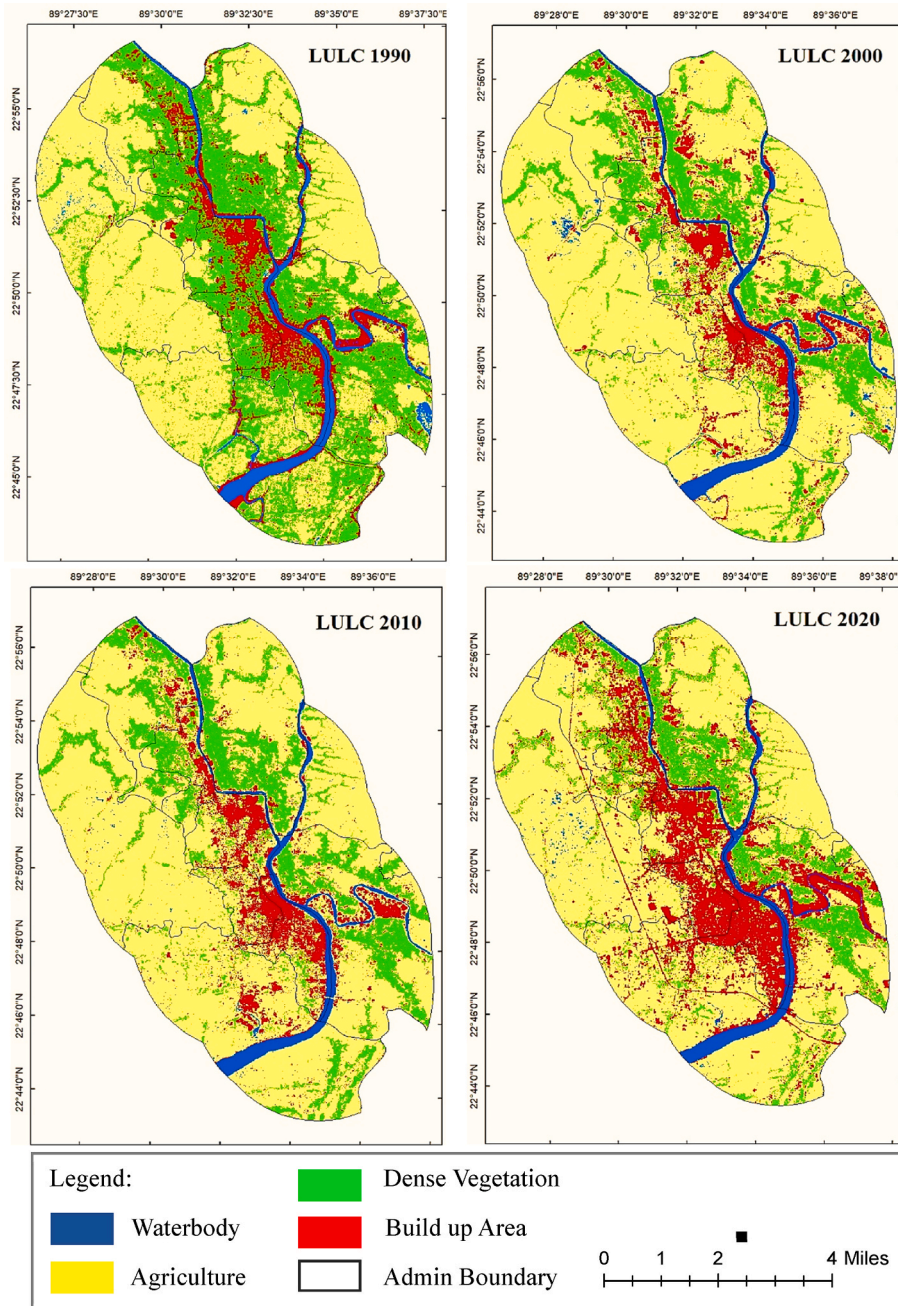 89°27'30"E 89°30'0"E 89°32'30"E 89°35'0"E 89°37'30"E
LULC 1990
22°55'0"N
22°52'30"N
22°50'0"N
22°47'30"N
22°45'0"N
89°28'0"E 89°30'0"E 89°32'0"E 89°34'0"E 89°36'0"E
LULC 2000
22°56'0"N
22°54'0"N
22°52'0"N
22°50'0"N
22°48'0"N
22°46'0"N
22°44'0"N
89°28'0"E 89°30'0"E 89°32'0"E 89°34'0"E 89°36'0"E
LULC 2010
22°56'0"N
22°54'0"N
22°52'0"N
22°50'0"N
22°48'0"N
22°46'0"N
22°44'0"N
89°28'0"E 89°30'0"E 89°32'0"E 89°34'0"E 89°36'0"E 89°38'0"E
LULC 2020
22°56'0"N
22°54'0"N
22°52'0"N
22°50'0"N
22°48'0"N
22°46'0"N
22°44'0"N
Legend:
Waterbody
Agriculture
Dense Vegetation
Build up Area
Admin Boundary
0 1 2 4 Miles